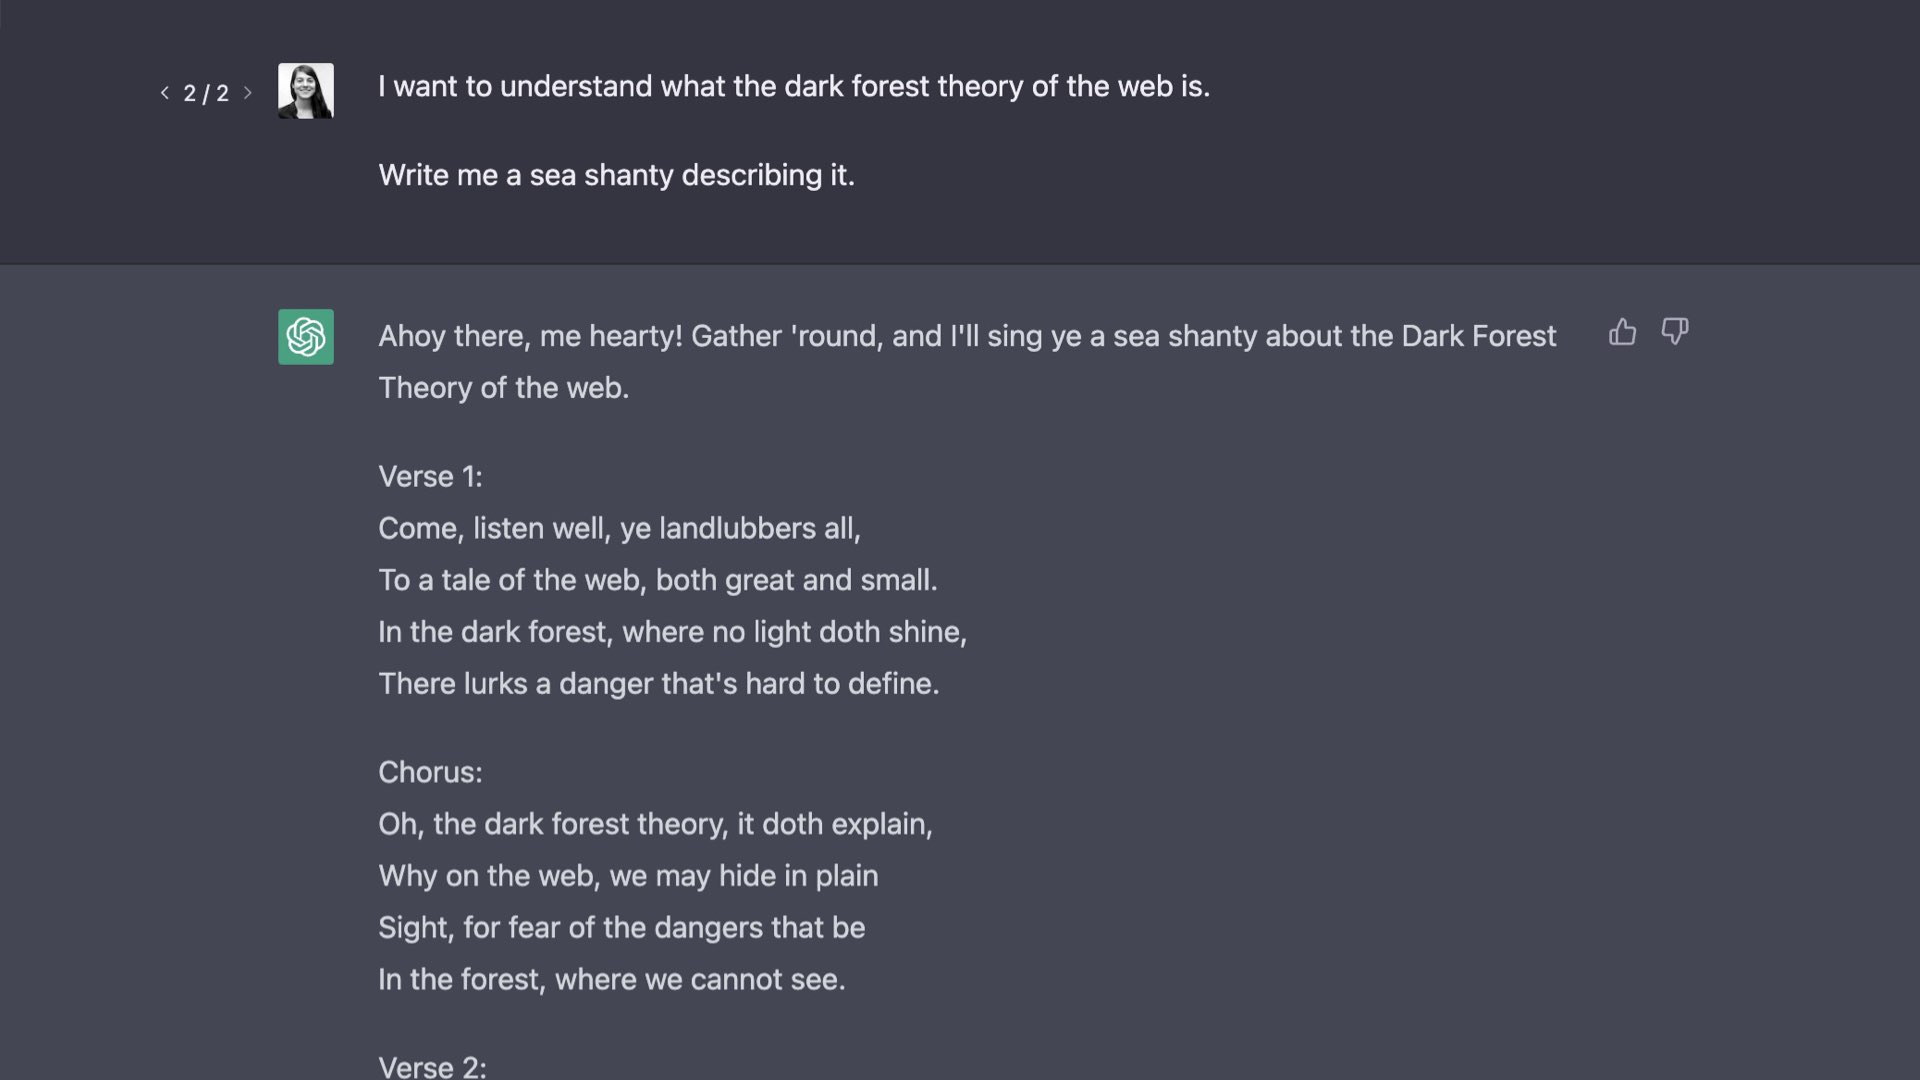 < 2 / 2 >
I want to understand what the dark forest theory of the web is.
Write me a sea shanty describing it.
Ahoy there, me hearty! Gather 'round, and I'll sing ye a sea shanty about the Dark Forest
Theory of the web.
Verse 1:
Come, listen well, ye landlubbers all,
To a tale of the web, both great and small.
In the dark forest, where no light doth shine,
There lurks a danger that's hard to define.
Chorus:
Oh, the dark forest theory, it doth explain,
Why on the web, we may hide in plain
Sight, for fear of the dangers that be
In the forest, where we cannot see.
Verse 2: